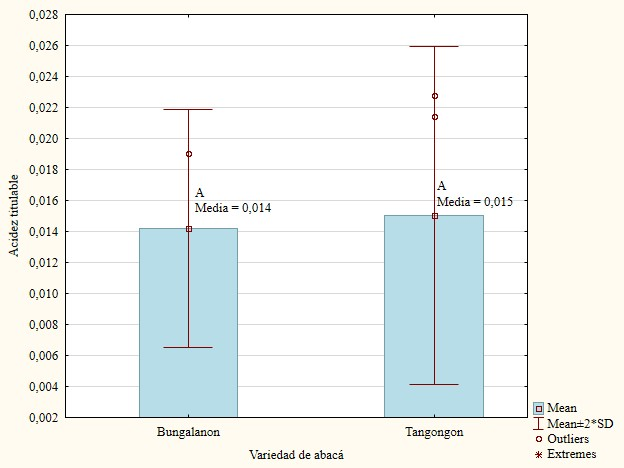 0,028
0,026
0,024
0,022
0,020
0,018
0,016
0,014
0,012
0,010
0,008
0,006
0,004
0,002
Acidez titulable
A
Media = 0,014
A
Media = 0,015
Bungalanon
Tangongon
Variedad de abacá
Mean
Mean±2*SD
Outliers
Extremes